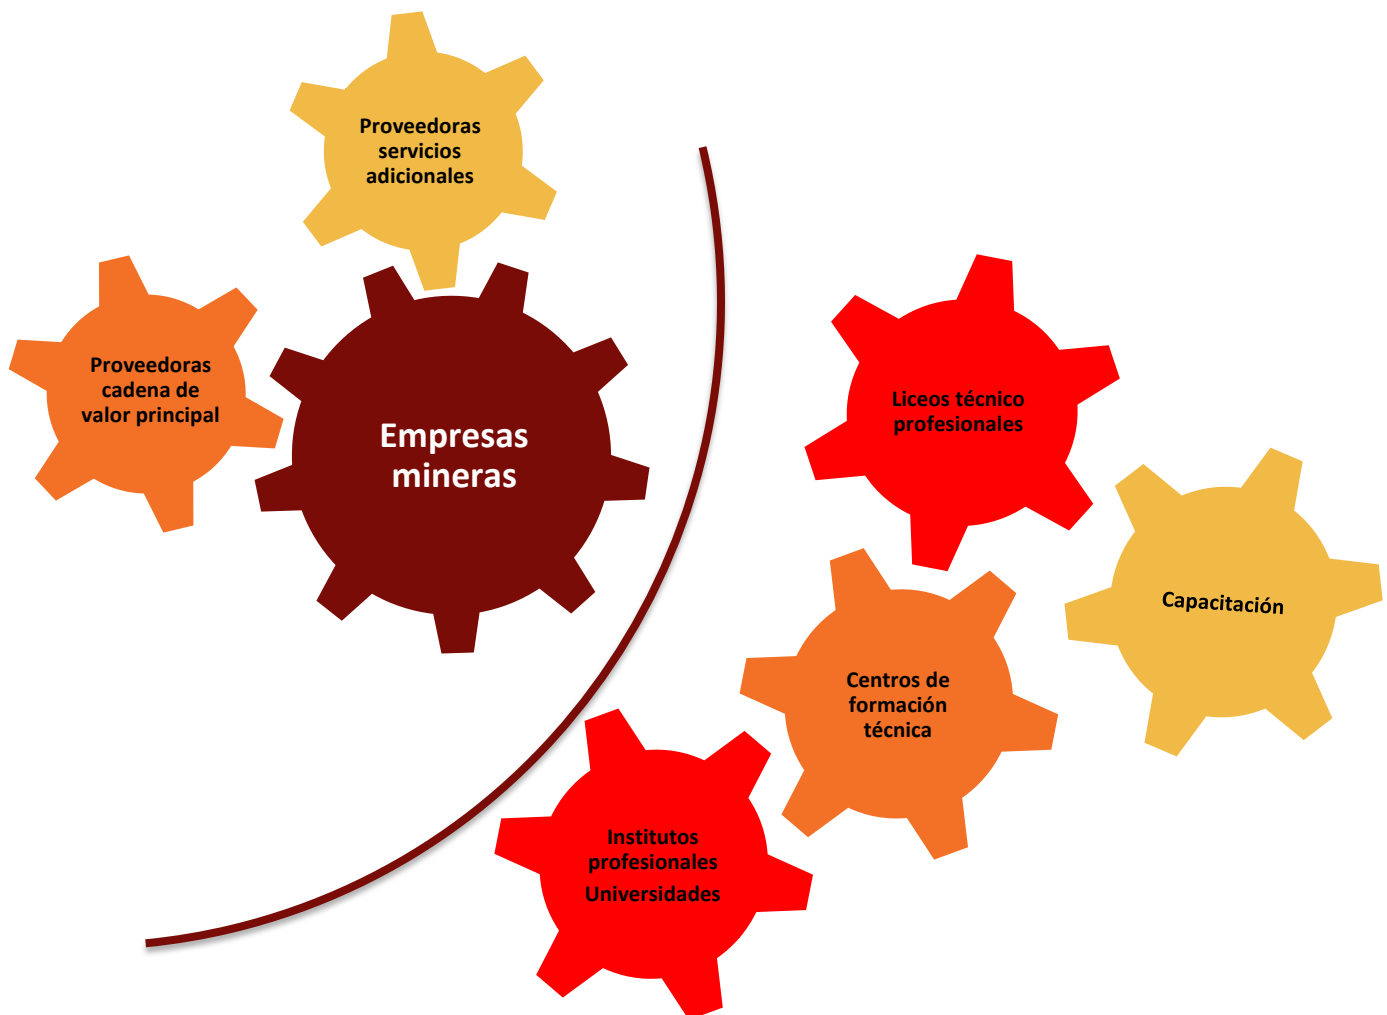 Proveedoras
servicios
adicionales
Proveedoras
cadena de
valor principal
Empresas
mineras
Liceos técnico
profesionales
Capacitación
Centros de
formación
técnica
Institutos
profesionales
Universidades